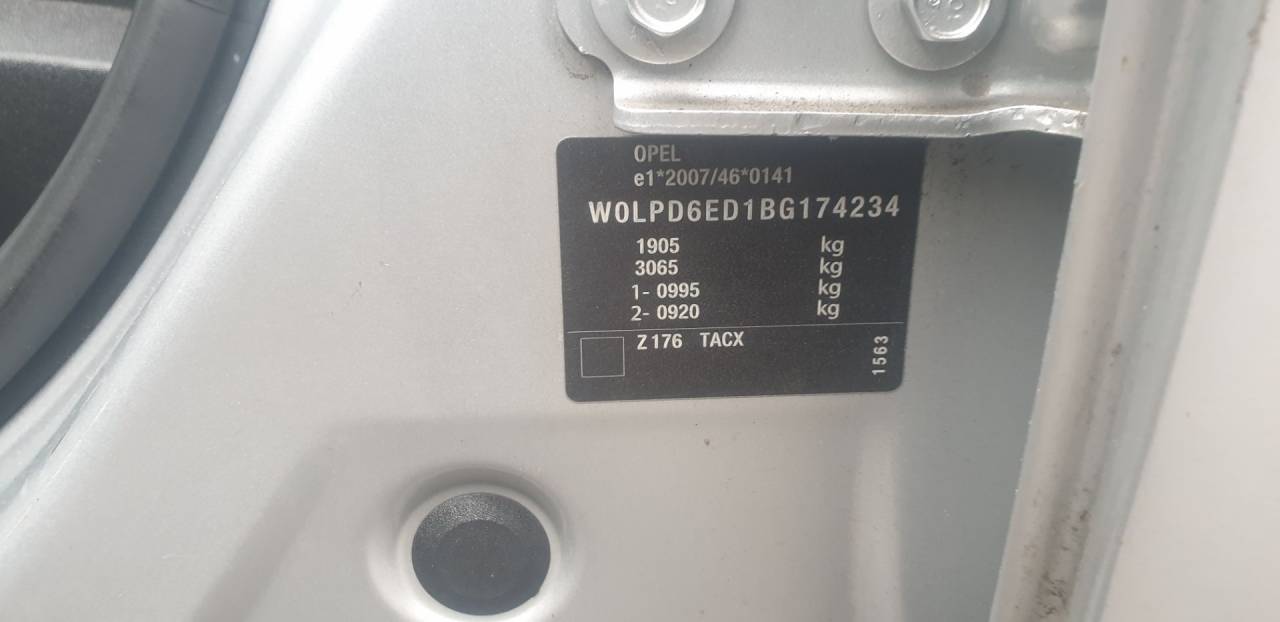 OPEL
e1*2007/46*0141
W0LPD6ED1BG174234
1905 kg
3065 kg
1- 0995 kg
2- 0920 kg
Z176 TACX
1563